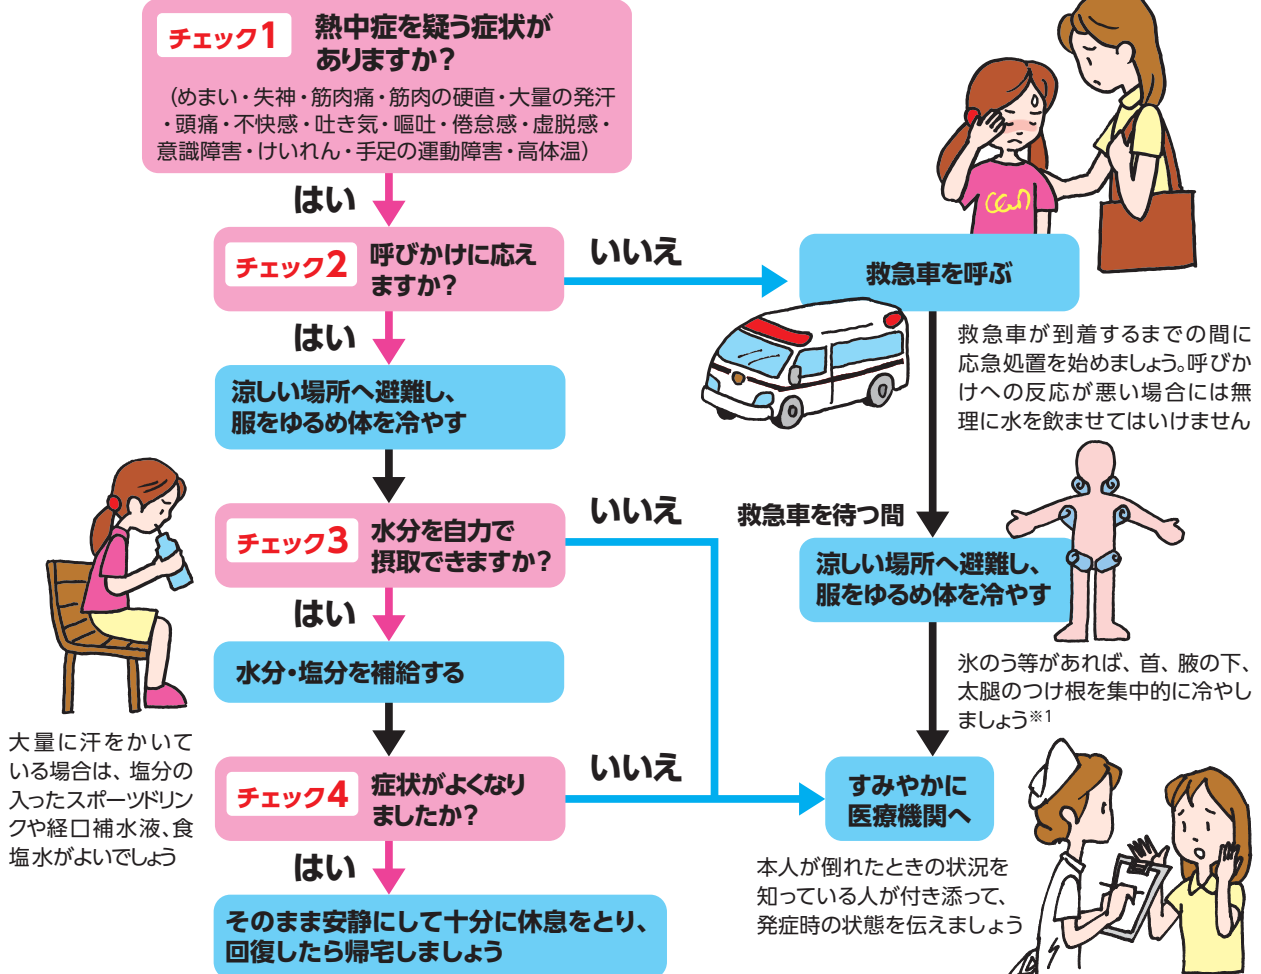 チェック1
熱中症を疑う症状が
ありますか？
（めまい・失神・筋肉痛・筋肉の硬直・大量の発汗
・頭痛・不快感・吐き気・嘔吐・倦怠感・虚脱感・
意識障害・けいれん・手足の運動障害・高体温）
はい
チェック2
呼びかけに応え
ますか？
いいえ
救急車を呼ぶ
救急車が到着するまでの間に
応急処置を始めましょう。呼びか
けへの反応が悪い場合には無
理に水を飲ませてはいけません
はい
涼しい場所へ避難し、
服をゆるめ体を冷やす
チェック3
水分を自力で
摂取できますか？
いいえ
救急車を待つ間
涼しい場所へ避難し、
服をゆるめ体を冷やす
氷のう等があれば、首、腋の下、
太腿のつけ根を集中的に冷やし
ましょう※1
はい
水分・塩分を補給する
大量に汗をかいて
いる場合は、塩分の
入ったスポーツドリン
クや経口補水液、食
塩水がよいでしょう
チェック4
症状がよくなり
ましたか？
いいえ
すみやかに
医療機関へ
本人が倒れたときの状況を
知っている人が付き添って、
発症時の状態を伝えましょう
はい
そのまま安静にして十分に休息をとり、
回復したら帰宅しましょう